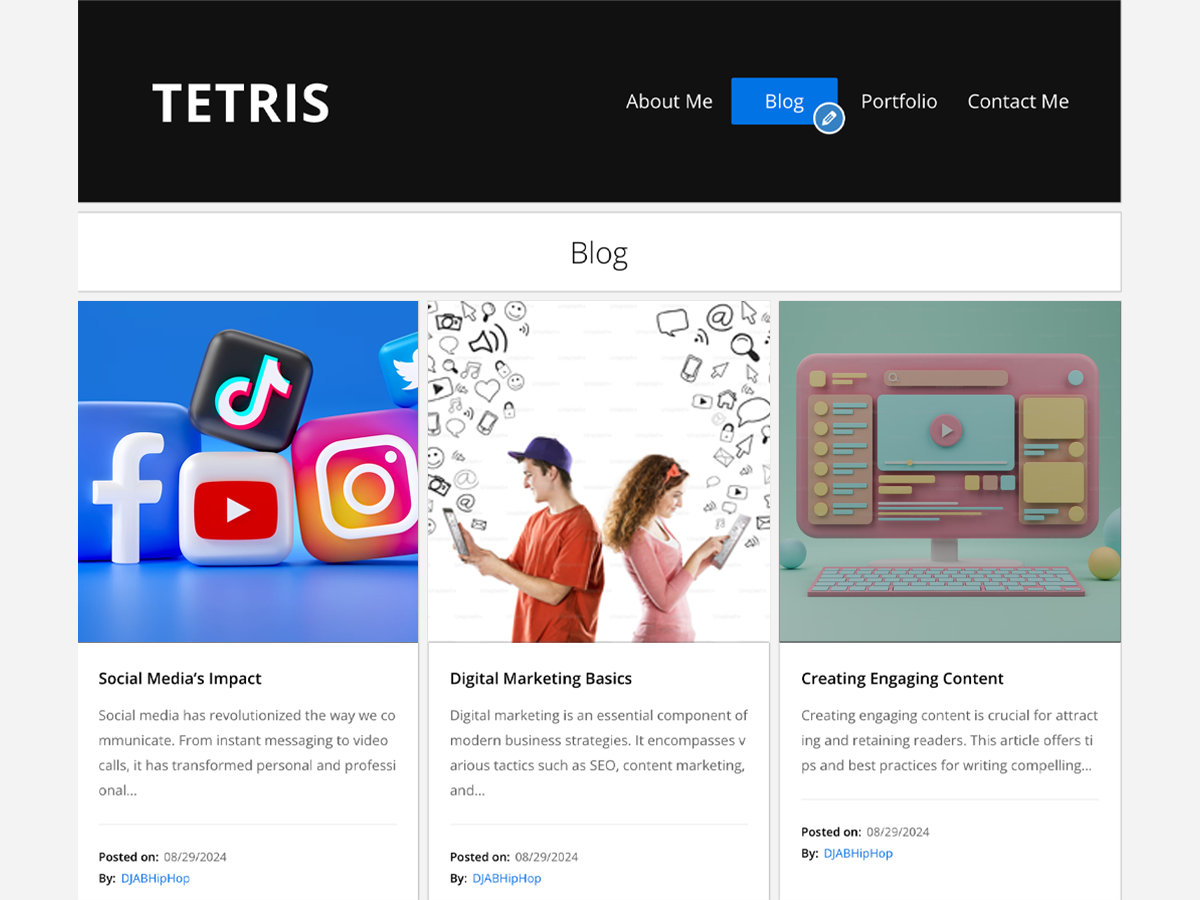 TETRIS
About Me Blog Portfolio Contact Me
Blog
Social Media‘s Impact
Social media has revolutionized the way we co
mmunicate. From instant messaging to video
calls, it has transformed personal and professi
onal...
Posted on: 08/29/2024
By: DJABHipHop
Digital Marketing Basics
Digital marketing is an essential component of
modern business strategies. It encompasses v
arious tactics such as SEO, content marketing,
and...
Posted on: 08/29/2024
By: DJABHipHop
Creating Engaging Content
Creating engaging content is crucial for attract
ing and retaining readers. This article offers ti
ps and best practices for writing compelling...
Posted on: 08/29/2024
By: DJABHipHop